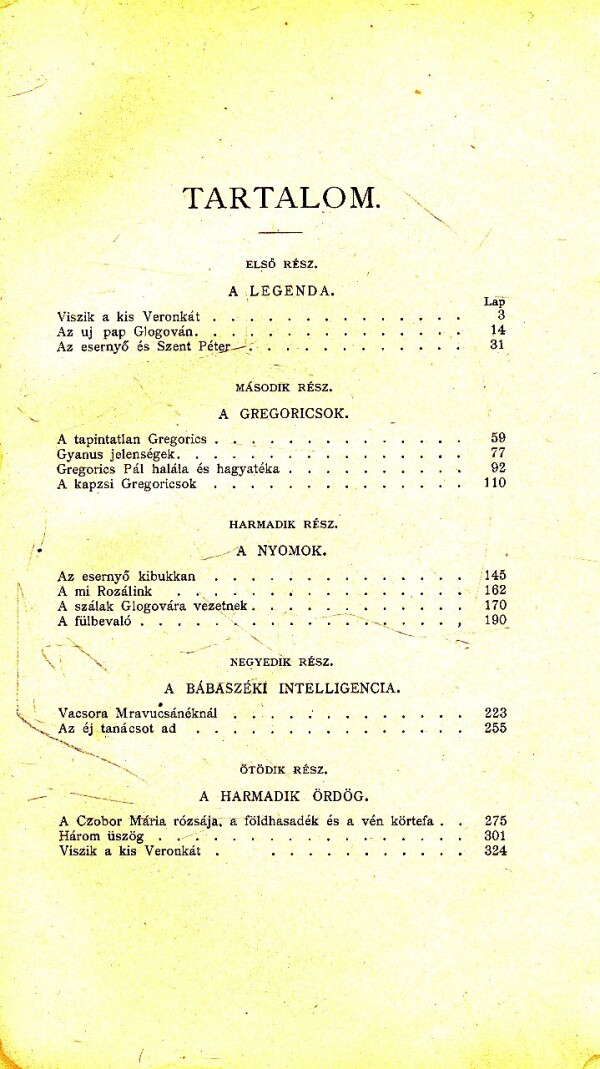 TARTALOM.
ELSŐ RÉSZ.
A LEGENDA.
Lap
Viszik a kis Veronkát . . . . . . . . . . . . . . 3
Az uj pap Glogován. . . . . . . . . . . . . . . 14
Az esernyő és Szent Péter . . . . . . . . . . . . 31
MÁSODIK RÉSZ.
A GREGORICSOK.
A tapintatlan Gregorics . . . . . . . . . . . . . . 59
Gyanus jelenségek. . . . . . . . . . . . . . . . 77
Gregorics Pál halála és hagyatéka . . . . . . . . . . 92
A kapzsi Gregoricsok . . . . . . . . . . . . . . 110
HARMADIK RÉSZ.
A NYOMOK.
Az esernyő kibukkan . . . . . . . . . . . . . . 145
A mi Rozálink . . . . . . . . . . . . . . . . 162
A szálak Glogovára vezetnek . . . . . . . . . . . . 170
A fülbevaló . . . . . . . . . . . . . . . . . . 190
NEGYEDIK RÉSZ.
A BÁBASZÉKI INTELLIGENCIA.
Vacsora Mravucsánéknál . . . . . . . . . . . . . 223
Az éj tanácsot ad . . . . . . . . . . . . . . . 255
ÖTÖDIK RÉSZ.
A HARMADIK ÖRDÖG.
A Czobor Mária rózsája, a földhasadék és a vén körtefa . . 275
Három üszög . . . . . . . . . . . . . . . . . 301
Viszik a kis Veronkát . . . . . . . . . . . . 324